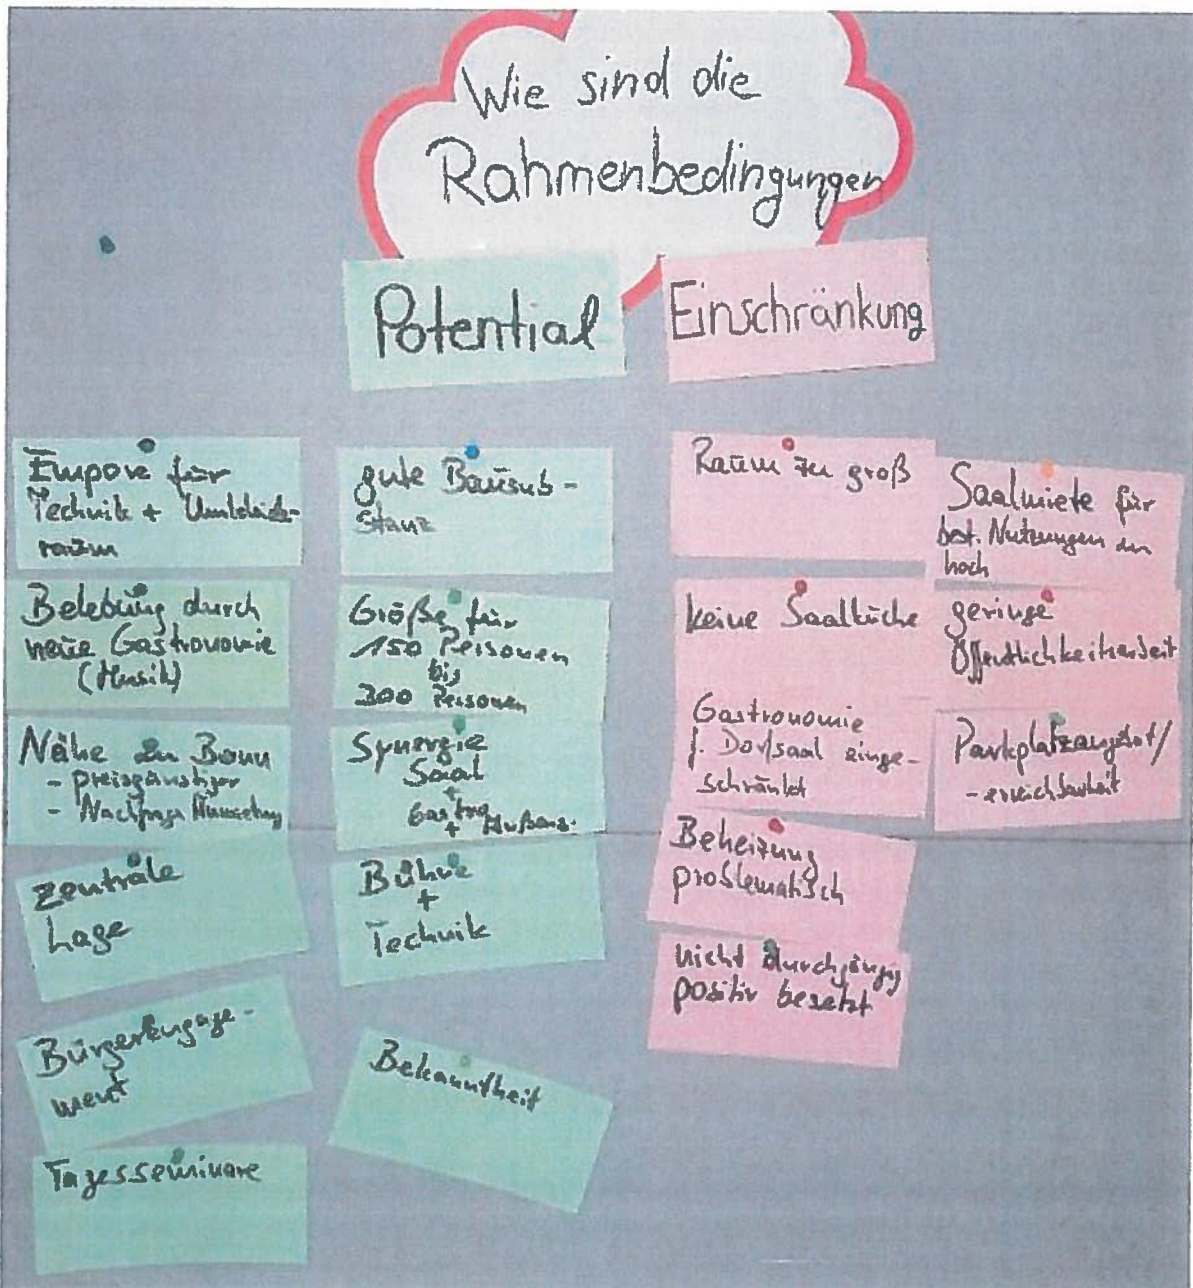 Wie sind die
Rahmenbedingungen
Potential
Einschränkung
Empore für
Technik + Umkleide-
raum
Belebung durch
neue Gastronomie
(Musik)
Nähe zu Bonn
- preisgünstiger
- Nachfrage
zentrale
Lage
Bürgerengage-
ment
Tagesseminare
gute Bausub-
stanz
Größe für
150 Personen
bis
300 Personen
Synergie
Saal
+
Gastro
+ Außens.
Bühne
+
Technik
Bekanntheit
Raum zu groß
keine Saalküche
Gastronomie
f. Dorfsaal einge-
schränkt
Beheizung
problematisch
nicht durchgängig
positiv besetzt
Saalmiete für
best. Nutzungen zu
hoch
geringe
Öffentlichkeitsarbeit
Parkplatzangebot/
-erreichbarkeit